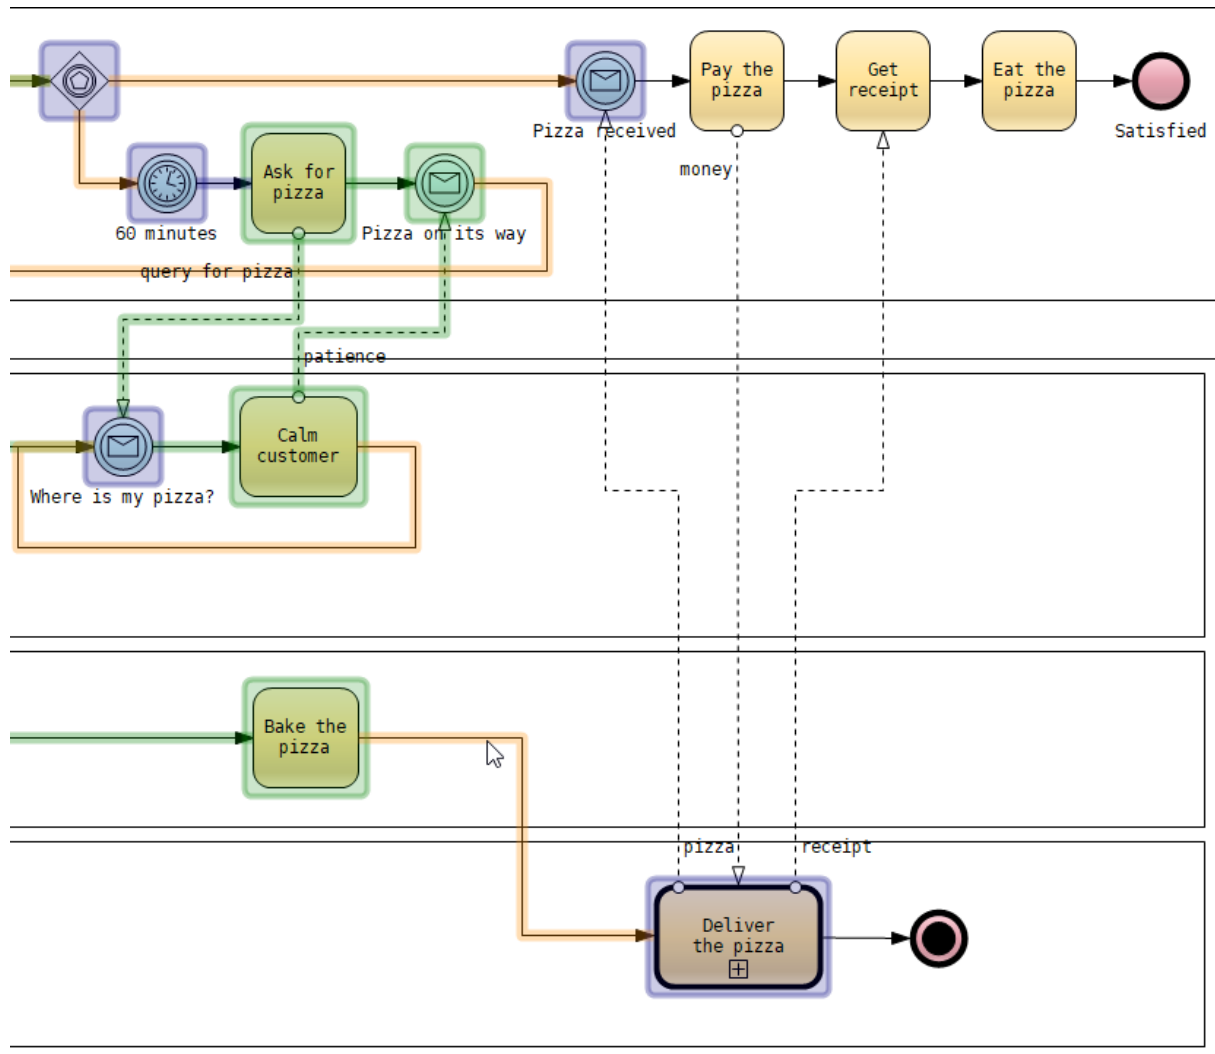 Pay the
pizza
Get
receipt
Eat the
pizza
Pizza received
Satisfied
money
Ask for
pizza
60 minutes
Pizza on its way
query for pizza
patience
Calm
customer
Where is my pizza?
Bake the
pizza
pizza
receipt
Deliver
the pizza